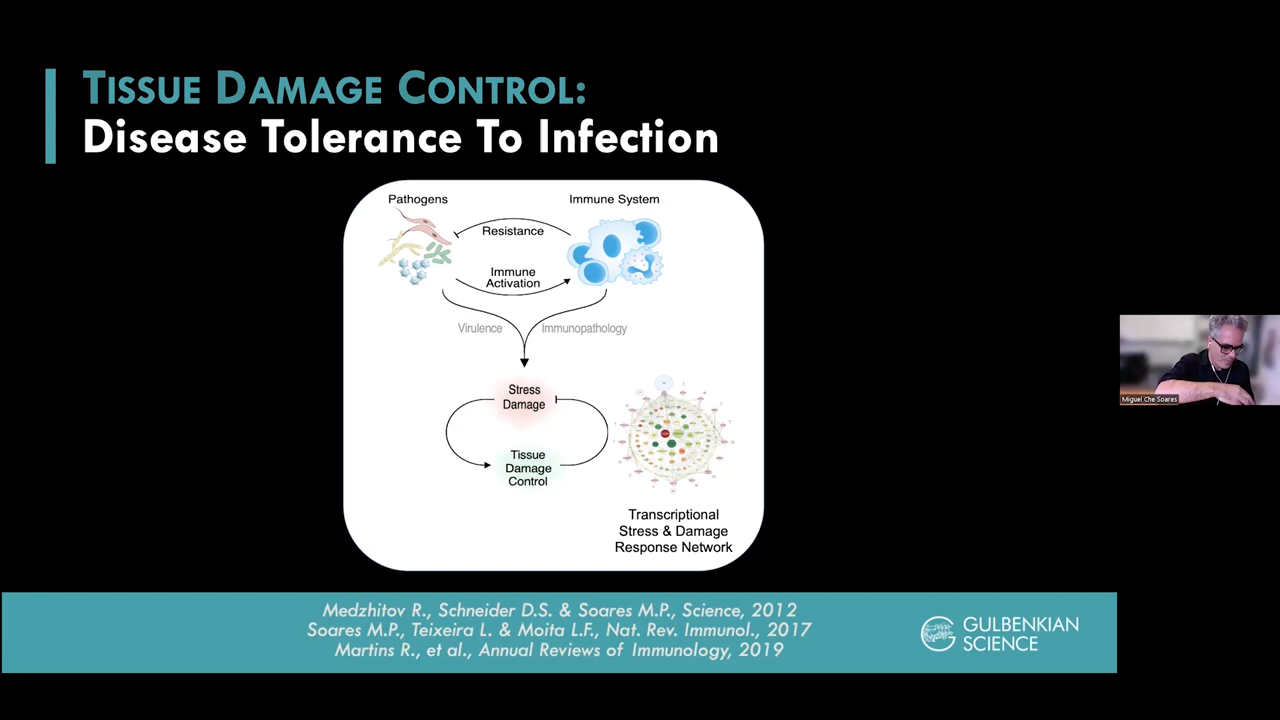 TISSUE DAMAGE CONTROL:
Disease Tolerance To Infection
Pathogens
Immune System
Resistance
Immune
Activation
Virulence
Immunopathology
Stress
Damage
Tissue
Damage
Control
Transcriptional
Stress & Damage
Response Network
Miguel Che Soares
Medzhitov R., Schneider D.S. & Soares M.P., Science, 2012
Soares M.P., Teixeira L. & Moita L.F., Nat. Rev. Immunol., 2017
Martins R., et al., Annual Reviews of Immunology, 2019
GULBENKIAN
SCIENCE